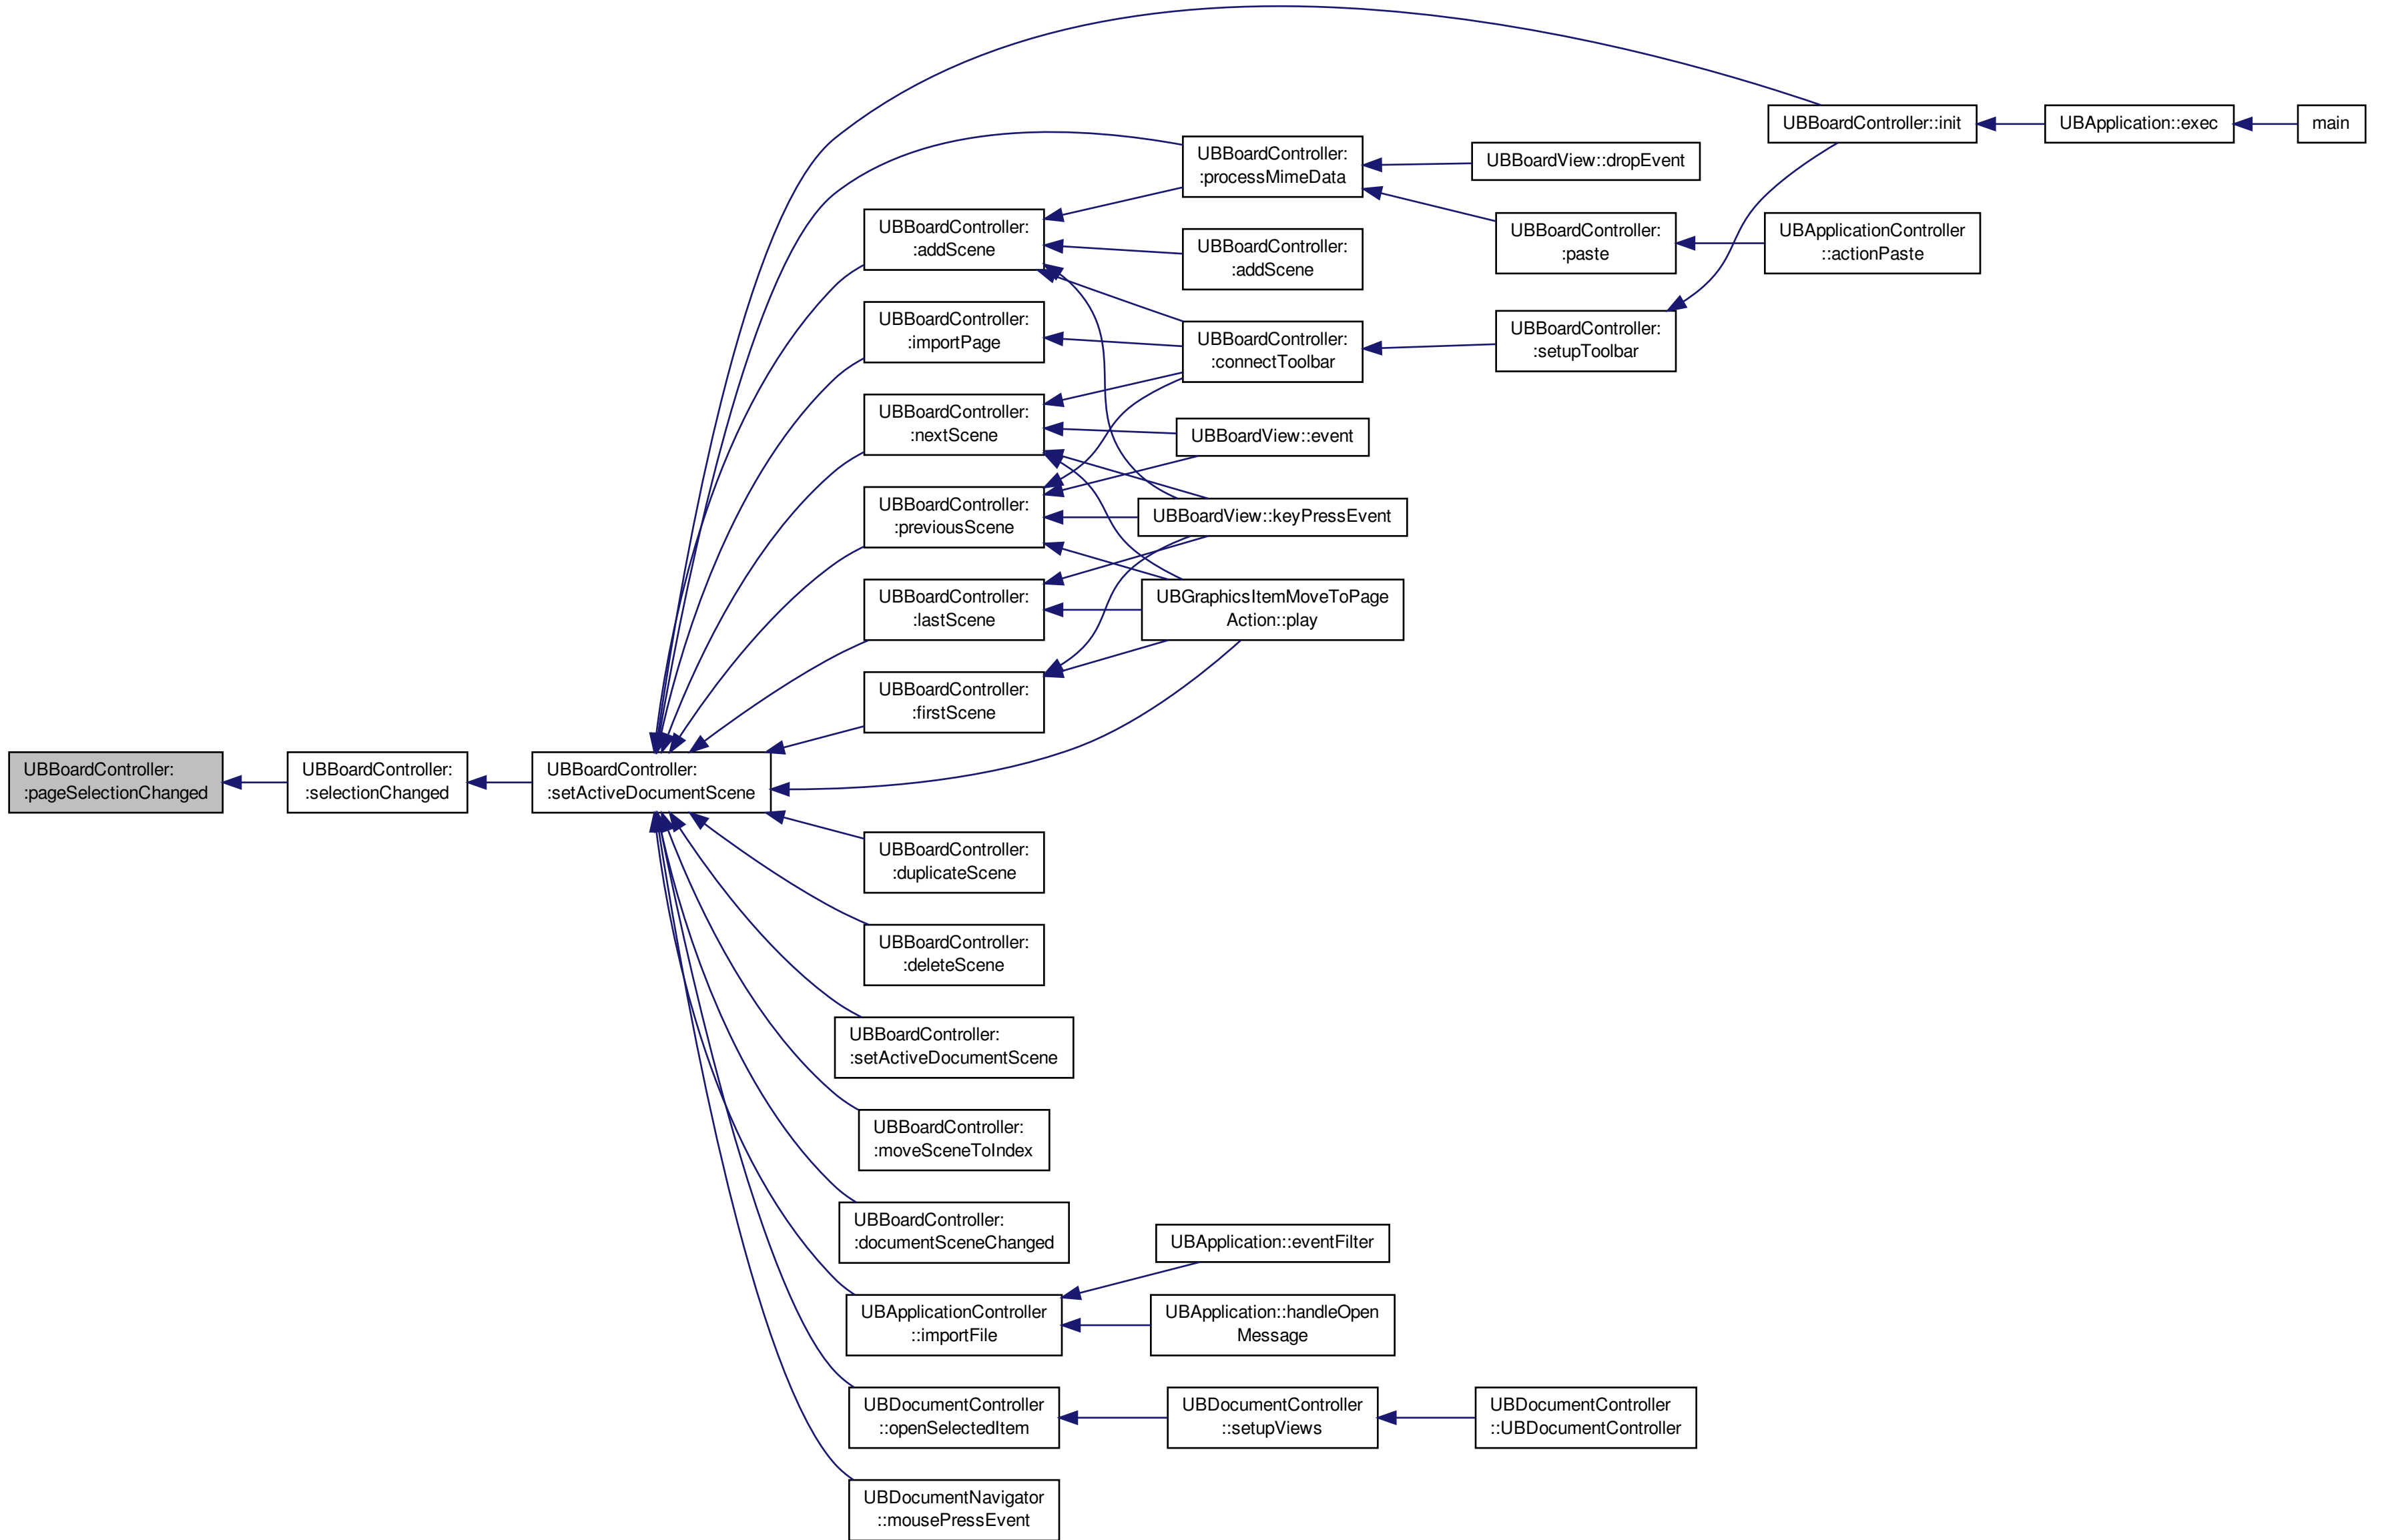 UBBoardController::init
UBApplication::exec
main
UBBoardController:
:processMimeData
UBBoardView::dropEvent
UBBoardController:
:addScene
UBBoardController:
:addScene
UBBoardController:
:paste
UBApplicationController
::actionPaste
UBBoardController:
:importPage
UBBoardController:
:connectToolbar
UBBoardController:
:setupToolbar
UBBoardController:
:nextScene
UBBoardView::event
UBBoardController:
:previousScene
UBBoardView::keyPressEvent
UBBoardController:
:lastScene
UBGraphicsItemMoveToPage
Action::play
UBBoardController:
:firstScene
UBBoardController:
:pageSelectionChanged
UBBoardController:
:selectionChanged
UBBoardController:
:setActiveDocumentScene
UBBoardController:
:duplicateScene
UBBoardController:
:deleteScene
UBBoardController:
:setActiveDocumentScene
UBBoardController:
:moveSceneToIndex
UBBoardController:
:documentSceneChanged
UBApplication::eventFilter
UBApplicationController
::importFile
UBApplication::handleOpen
Message
UBDocumentController
::openSelectedItem
UBDocumentController
::setupViews
UBDocumentController
::UBDocumentController
UBDocumentNavigator
::mousePressEvent